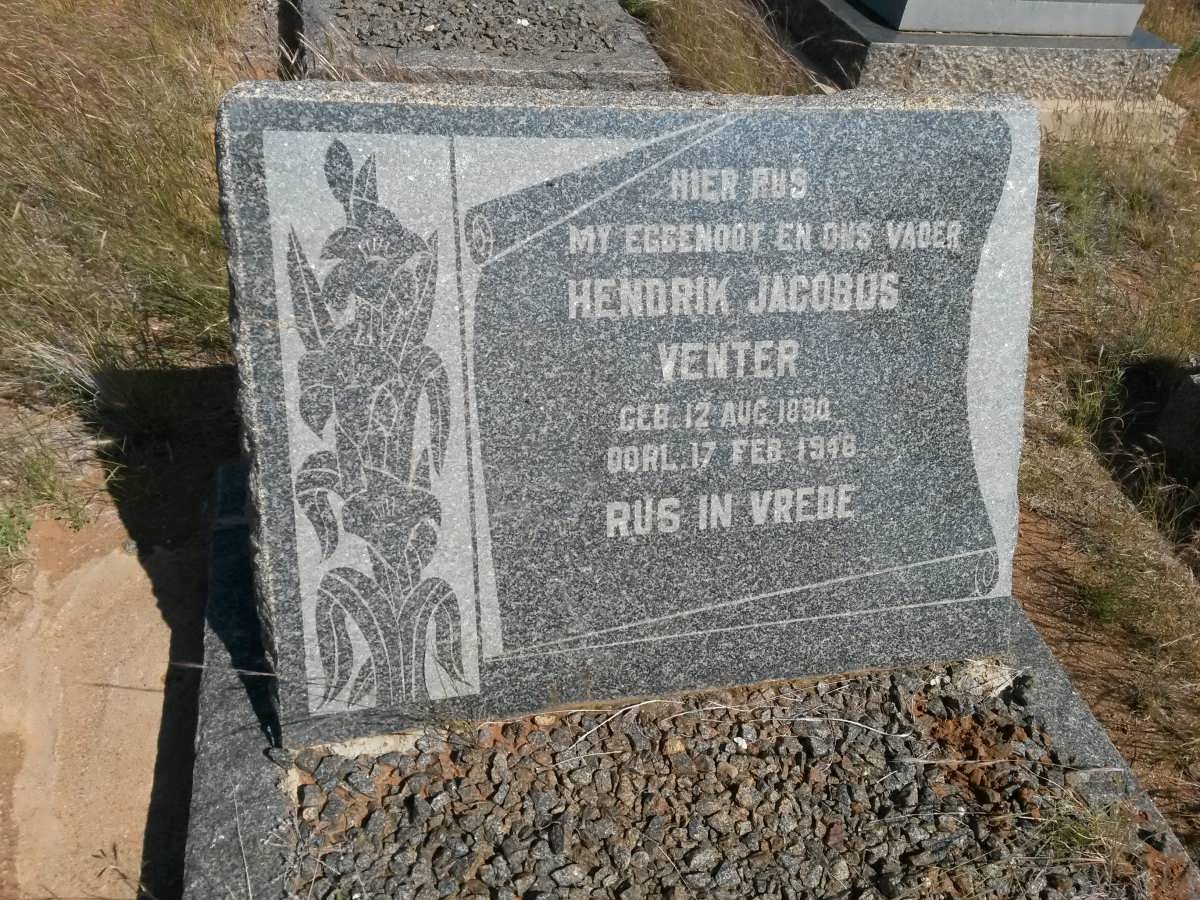 HIER RUS
MY EGGENOOT EN ONS VADER
HENDRIK JACOBUS
VENTER
GEB. 12 AUG. 1890.
OORL. 17 FEB. 1948
RUS IN VREDE